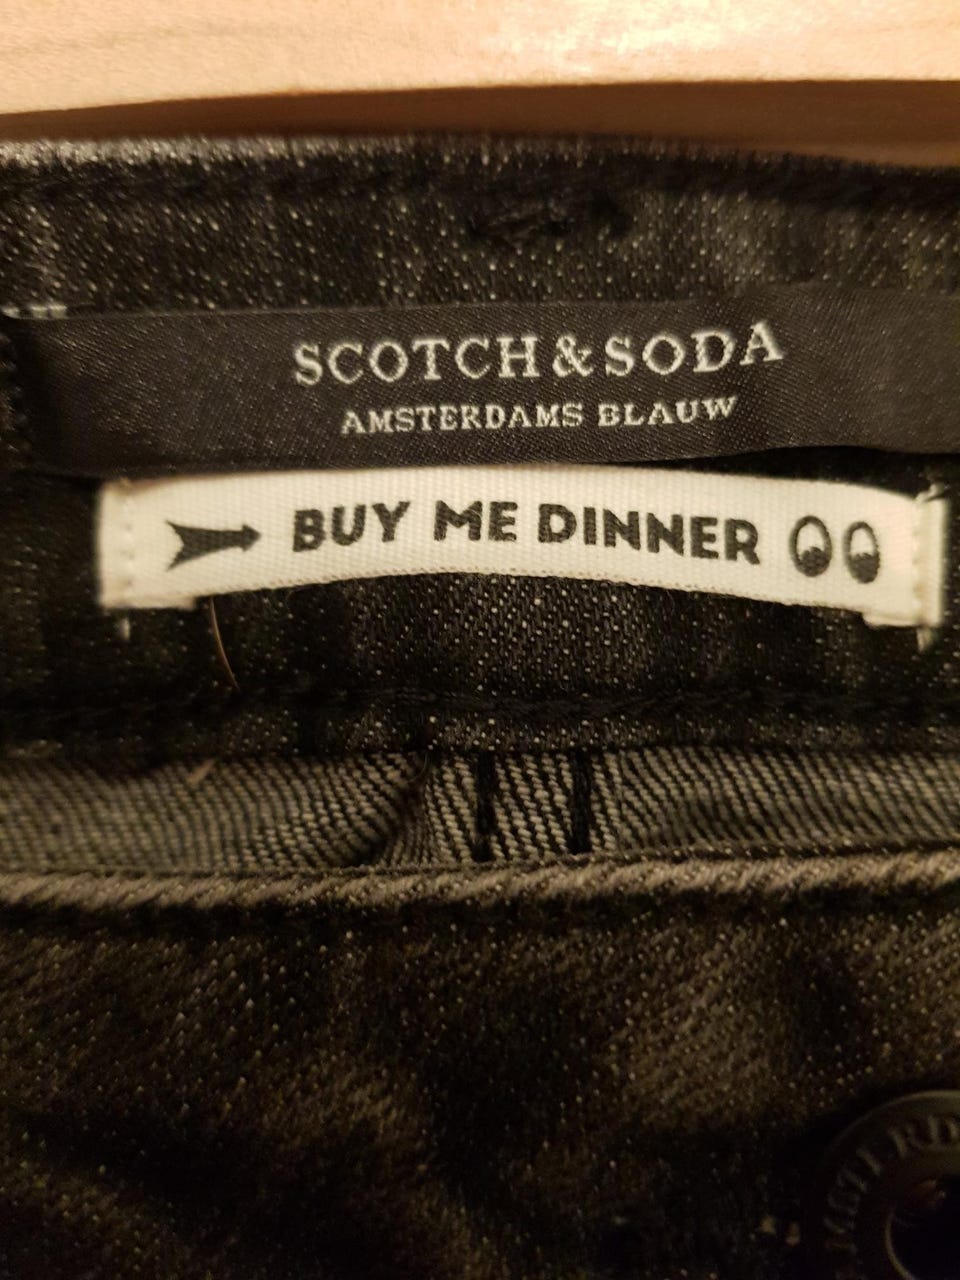 SCOTCH & SODA
AMSTERDAMS BLAUW
BUY ME DINNER